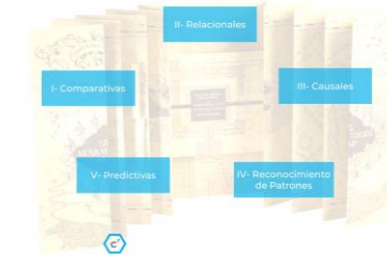 II- Relacionales
I- Comparativas
III- Causales
V- Predictivas
IV- Reconocimiento
de Patrones